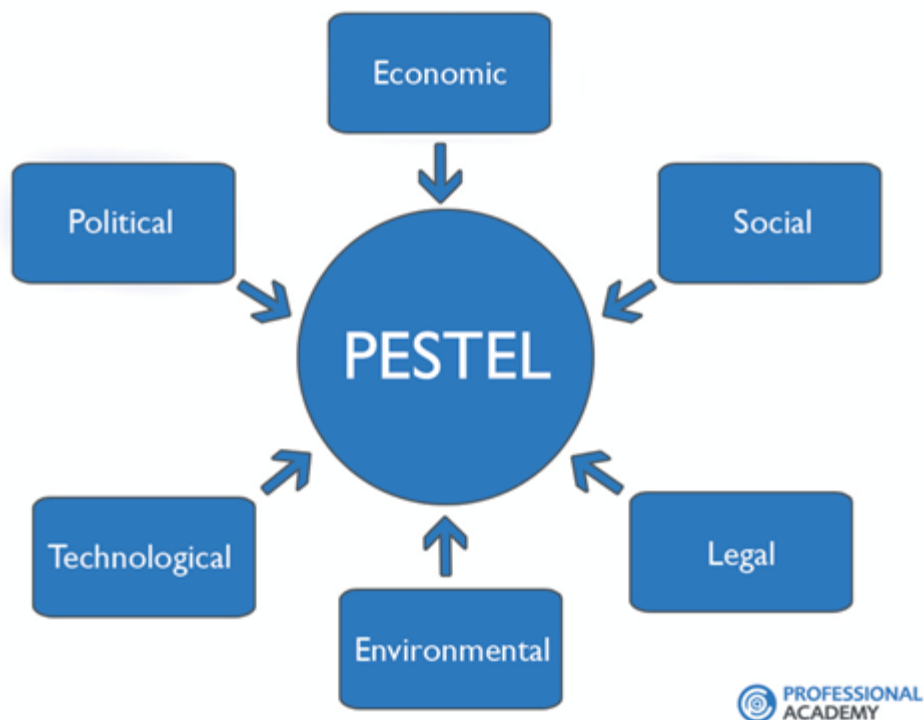 Economic
Political
Social
PESTEL
Technological
Legal
Environmental
PROFESSIONAL
ACADEMY